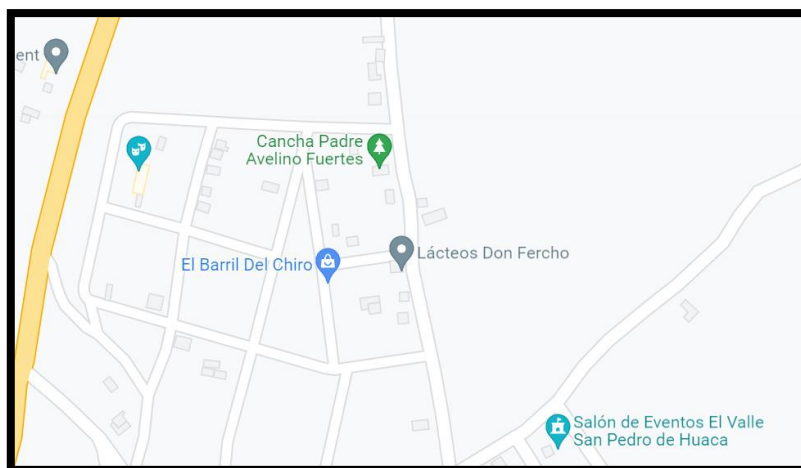 ent
Cancha Padre
Avelino Fuertes
El Barril Del Chiro
Lácteos Don Fercho
Salón de Eventos El Valle
San Pedro de Huaca